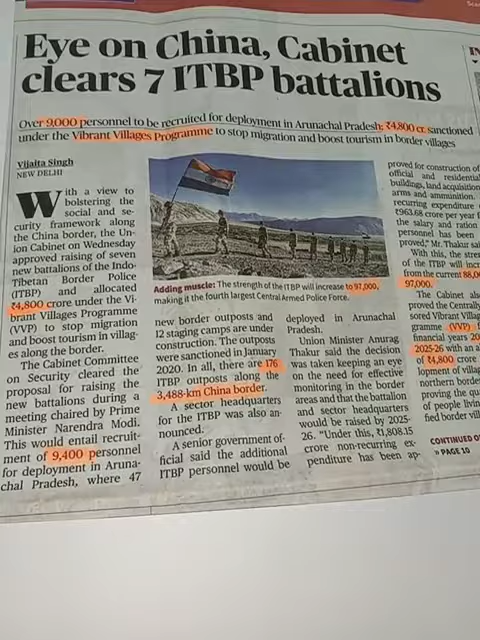 Eye on China, Cabinet
clears 7 ITBP battalions
Over 9,000 personnel to be recruited for deployment in Arunachal Pradesh; ₹4,800 cr. sanctioned
under the Vibrant Villages Programme to stop migration and boost tourism in border villages
Vijaita Singh
NEW DELHI
With a view to
bolstering the
social and se-
curity framework along
the China border, the Un-
ion Cabinet on Wednesday
approved raising of seven
new battalions of the Indo-
Tibetan Border Police
(ITBP) and allocated
₹4,800 crore under the Vi-
brant Villages Programme
(VVP) to stop migration
and boost tourism in villag-
es along the border.
The Cabinet Committee
on Security cleared the
proposal for raising the
new battalions during a
meeting chaired by Prime
Minister Narendra Modi.
This would entail recruit-
ment of 9,400 personnel
for deployment in Aruna-
chal Pradesh, where 47
Adding muscle: The strength of the ITBP will increase to 97,000,
making it the fourth largest Central Armed Police Force.
new border outposts and
12 staging camps are under
construction. The outposts
were sanctioned in January
2020. In all, there are 176
ITBP outposts along the
3,488-km China border.
A sector headquarters
for the ITBP was also an-
nounced.
A senior government of-
ficial said the additional
ITBP personnel would be
deployed in Arunachal
Pradesh.
Union Minister Anurag
Thakur said the decision
was taken keeping an eye
on the need for effective
monitoring in the border
areas and that the battalion
and sector headquarters
would be raised by 2025-
26. "Under this, ₹1,808.15
crore non-recurring ex-
penditure has been ap-
proved for construction of
official and residential
buildings, land acquisition
arms and ammunition.
recurring expenditure
₹963.68 crore per year
the salary and ration
personnel has been
proved," Mr. Thakur sa
With this, the stre
of the ITBP will incr
from the current 88,0
97,000.
The Cabinet als
proved the Centrally
sored Vibrant Villag
gramme (VVP) f
financial years 20
2025-26 with an a
of ₹4,800 crore
lopment of villag
northern border
proving the qua
of people livin
fied border vill
CONTINUED O
» PAGE 10